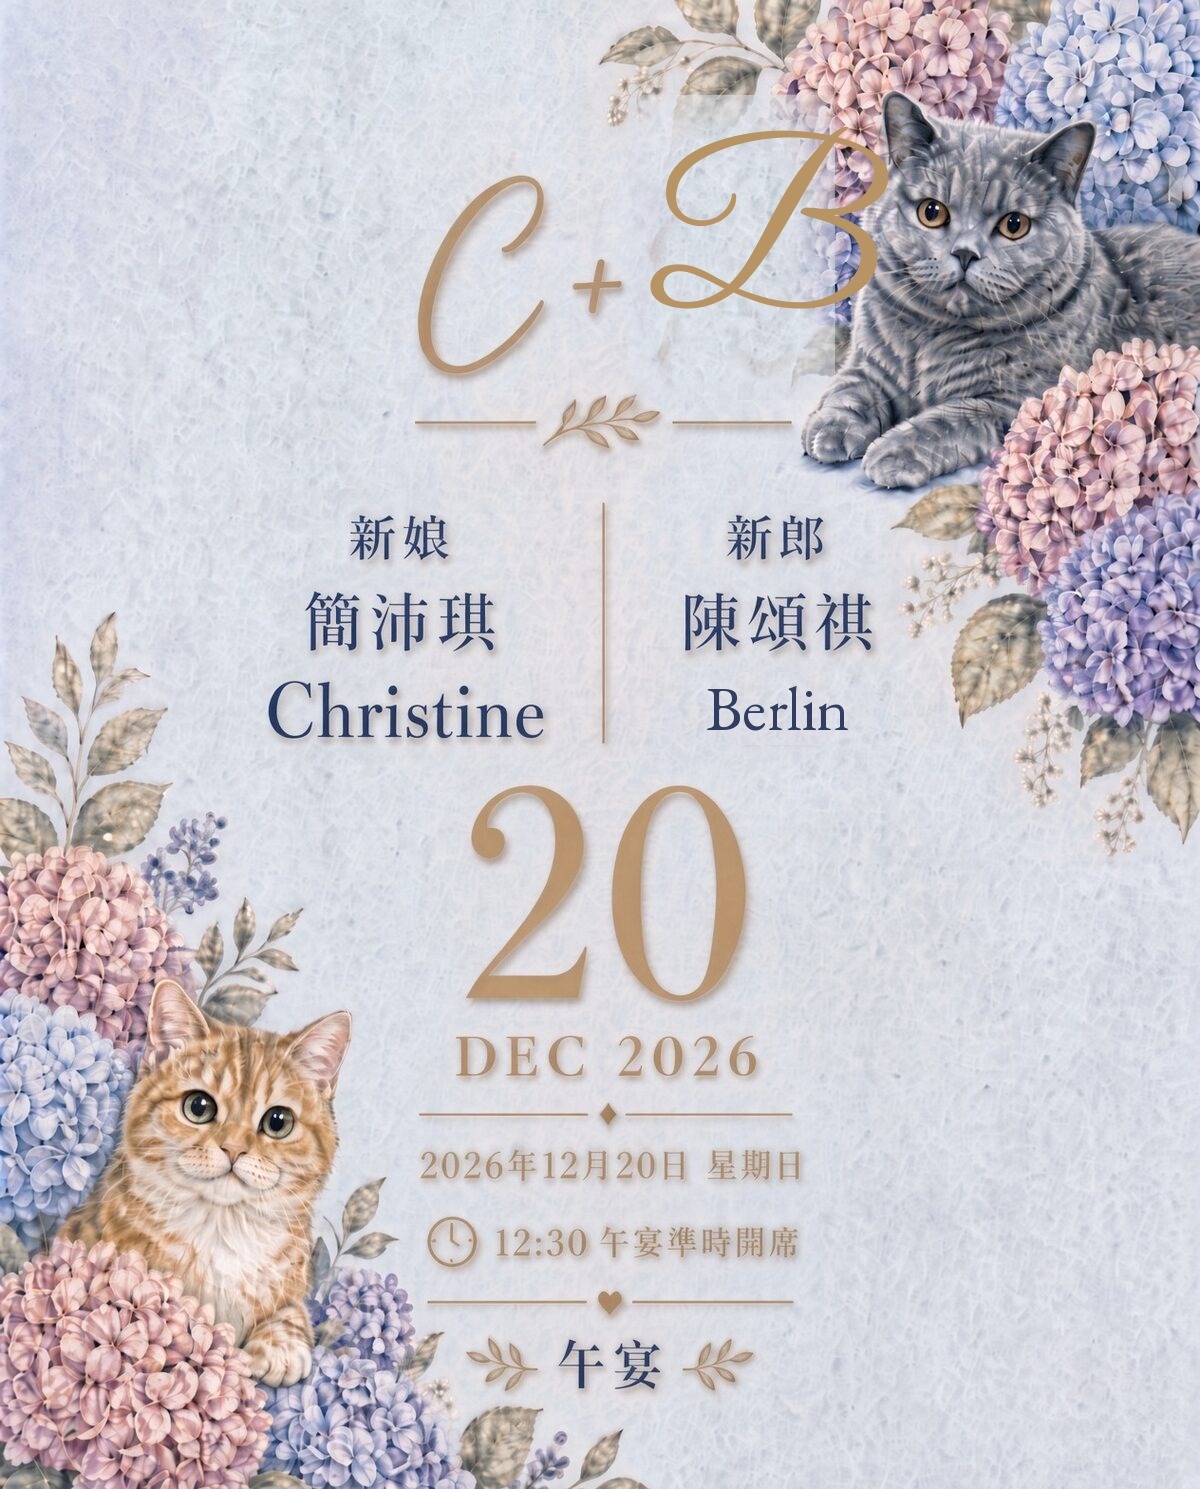 C + B
新娘
簡沛琪
Christine
新郎
陳頌祺
Berlin
20
DEC 2026
2026年12月20日 星期日
12:30 午宴準時開席
午宴